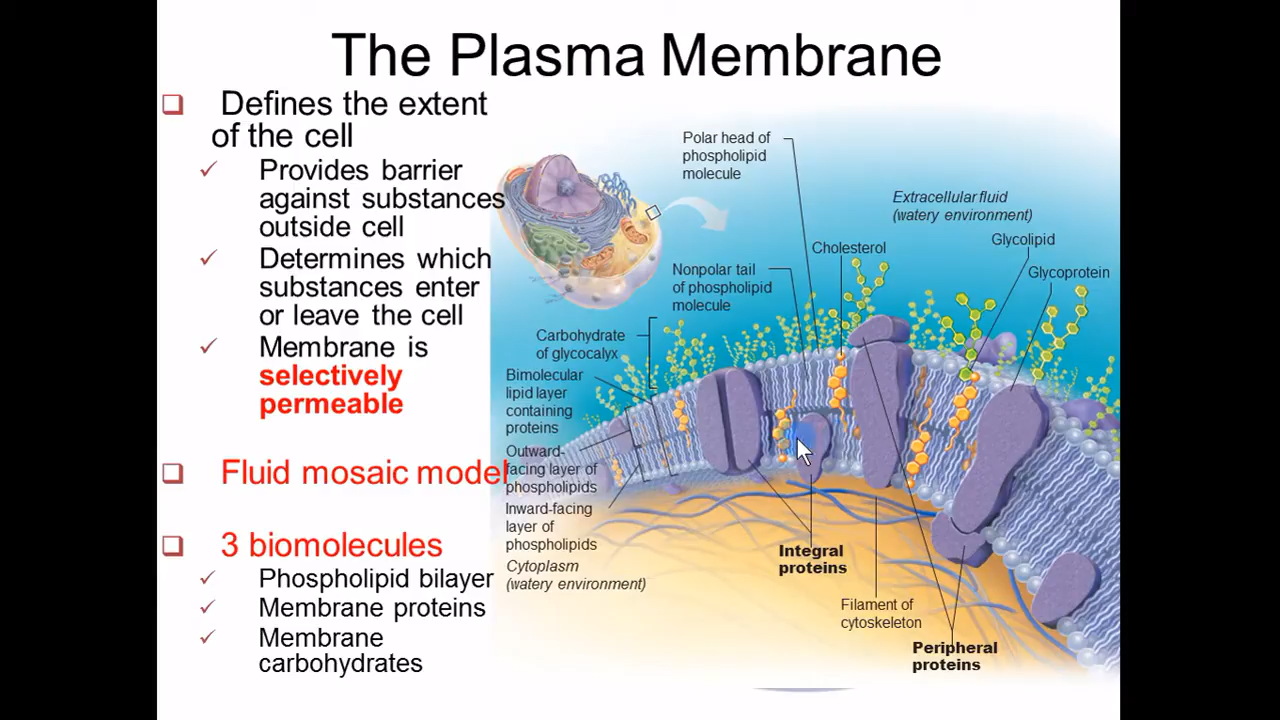 The Plasma Membrane
Defines the extent
of the cell
Provides barrier
against substances
outside cell
Determines which
substances enter
or leave the cell
Membrane is
selectively
permeable
Fluid mosaic model
3 biomolecules
Phospholipid bilayer
Membrane proteins
Membrane
carbohydrates
Polar head of
phospholipid
molecule
Extracellular fluid
(watery environment)
Glycolipid
Cholesterol
Glycoprotein
Nonpolar tail
of phospholipid
molecule
Carbohydrate
of glycocalyx
Bimolecular
lipid layer
containing
proteins
Outward-
facing layer of
phospholipids
Inward-facing
layer of
phospholipids
Cytoplasm
(watery environment)
Integral
proteins
Filament of
cytoskeleton
Peripheral
proteins